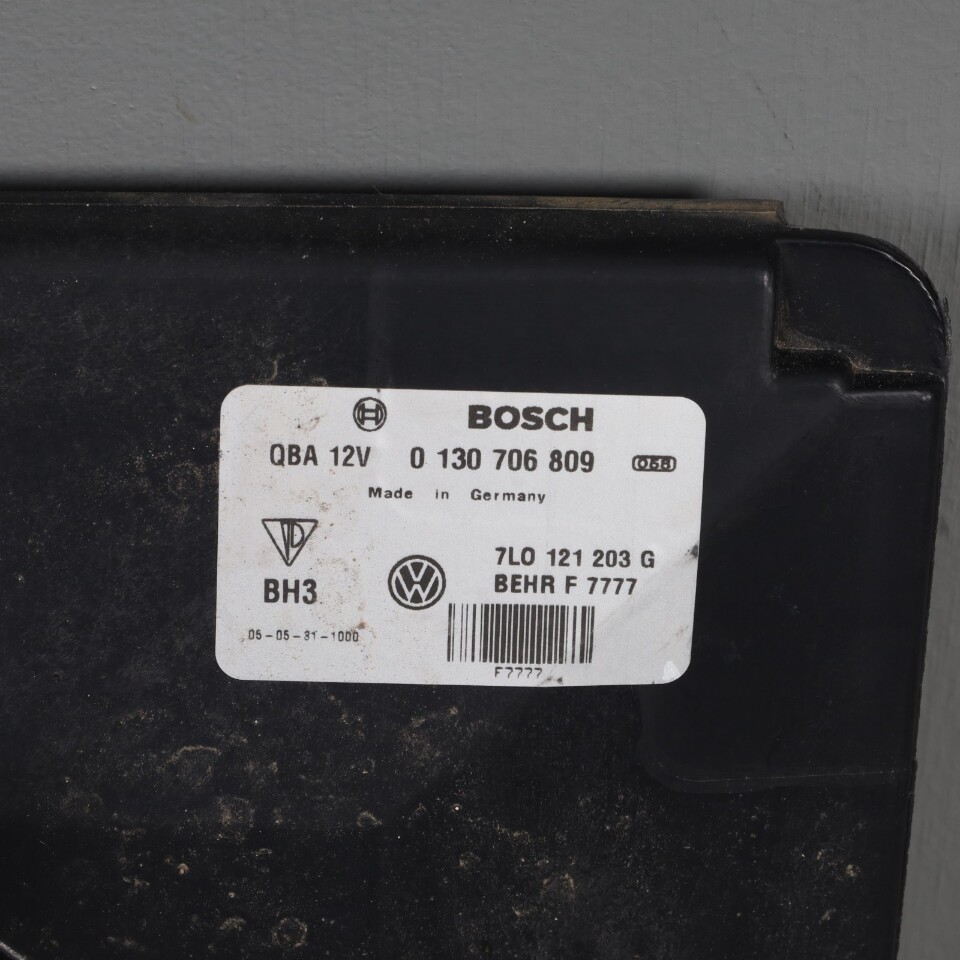 BOSCH
QBA 12V 0 130 706 809 058
Made in Germany
7L0 121 203 G
BH3 BEHR F 7777
05-05-31-1000
F7777